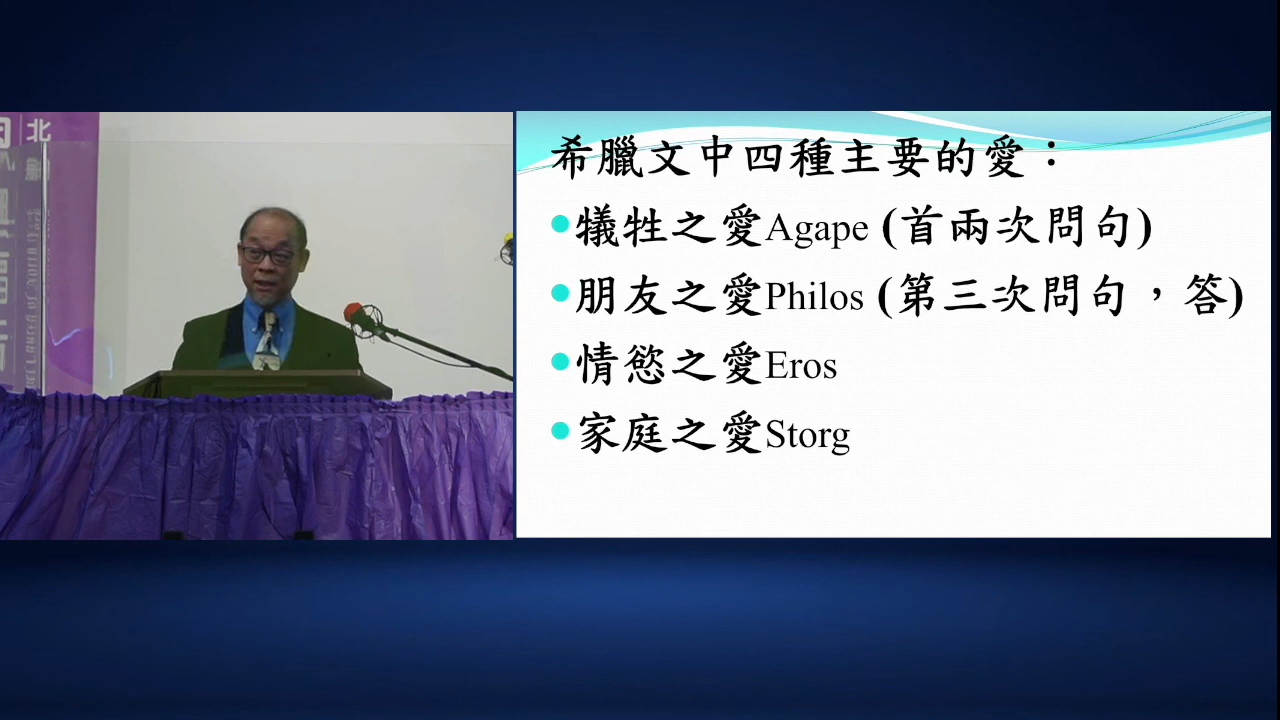 北
希臘文中四種主要的愛：
犧牲之愛Agape (首兩次問句)
朋友之愛Philos (第三次問句，答)
情慾之愛Eros
家庭之愛Storg